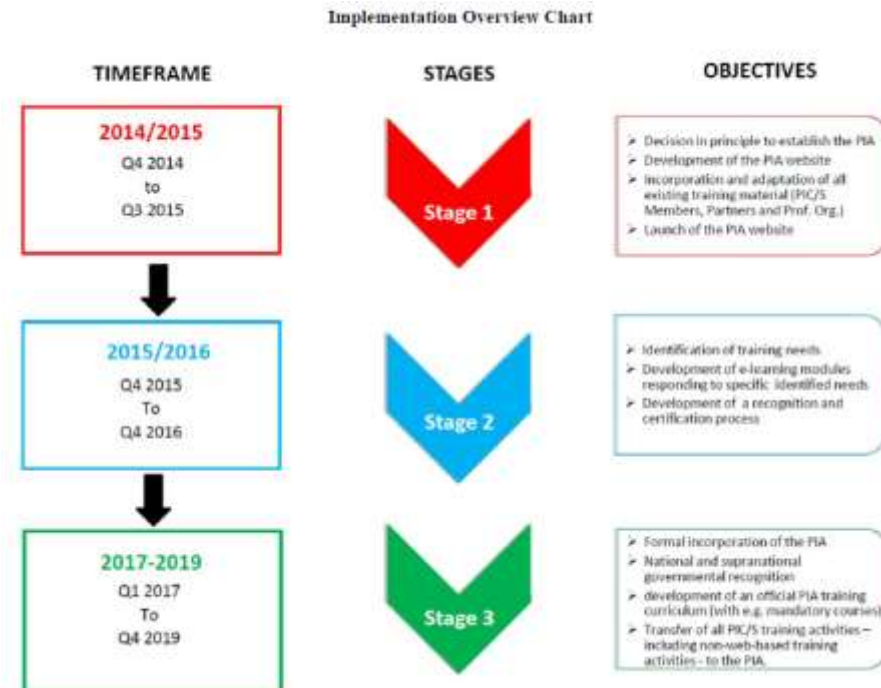 Implementation Overview Chart
TIMEFRAME
STAGES
OBJECTIVES
2014/2015
Q4 2014
to
Q3 2015
Stage 1
➤ Decision in principle to establish the PIA
➤ Development of the PIA website
➤ Incorporation and adaptation of all
existing training material (PIC/S
Members, Partners and Prof. Org.)
➤ Launch of the PIA website
2015/2016
Q4 2015
To
Q4 2016
Stage 2
➤ Identification of training needs
➤ Development of e-learning modules
responding to specific identified needs
➤ Development of a recognition and
certification process
2017-2019
Q1 2017
To
Q4 2019
Stage 3
➤ Formal incorporation of the PIA
➤ National and supranational
governmental recognition
➤ development of an official PIA training
curriculum (with e.g. mandatory courses)
➤ Transfer of all PIC/S training activities –
including non-web-based training
activities - to the PIA.